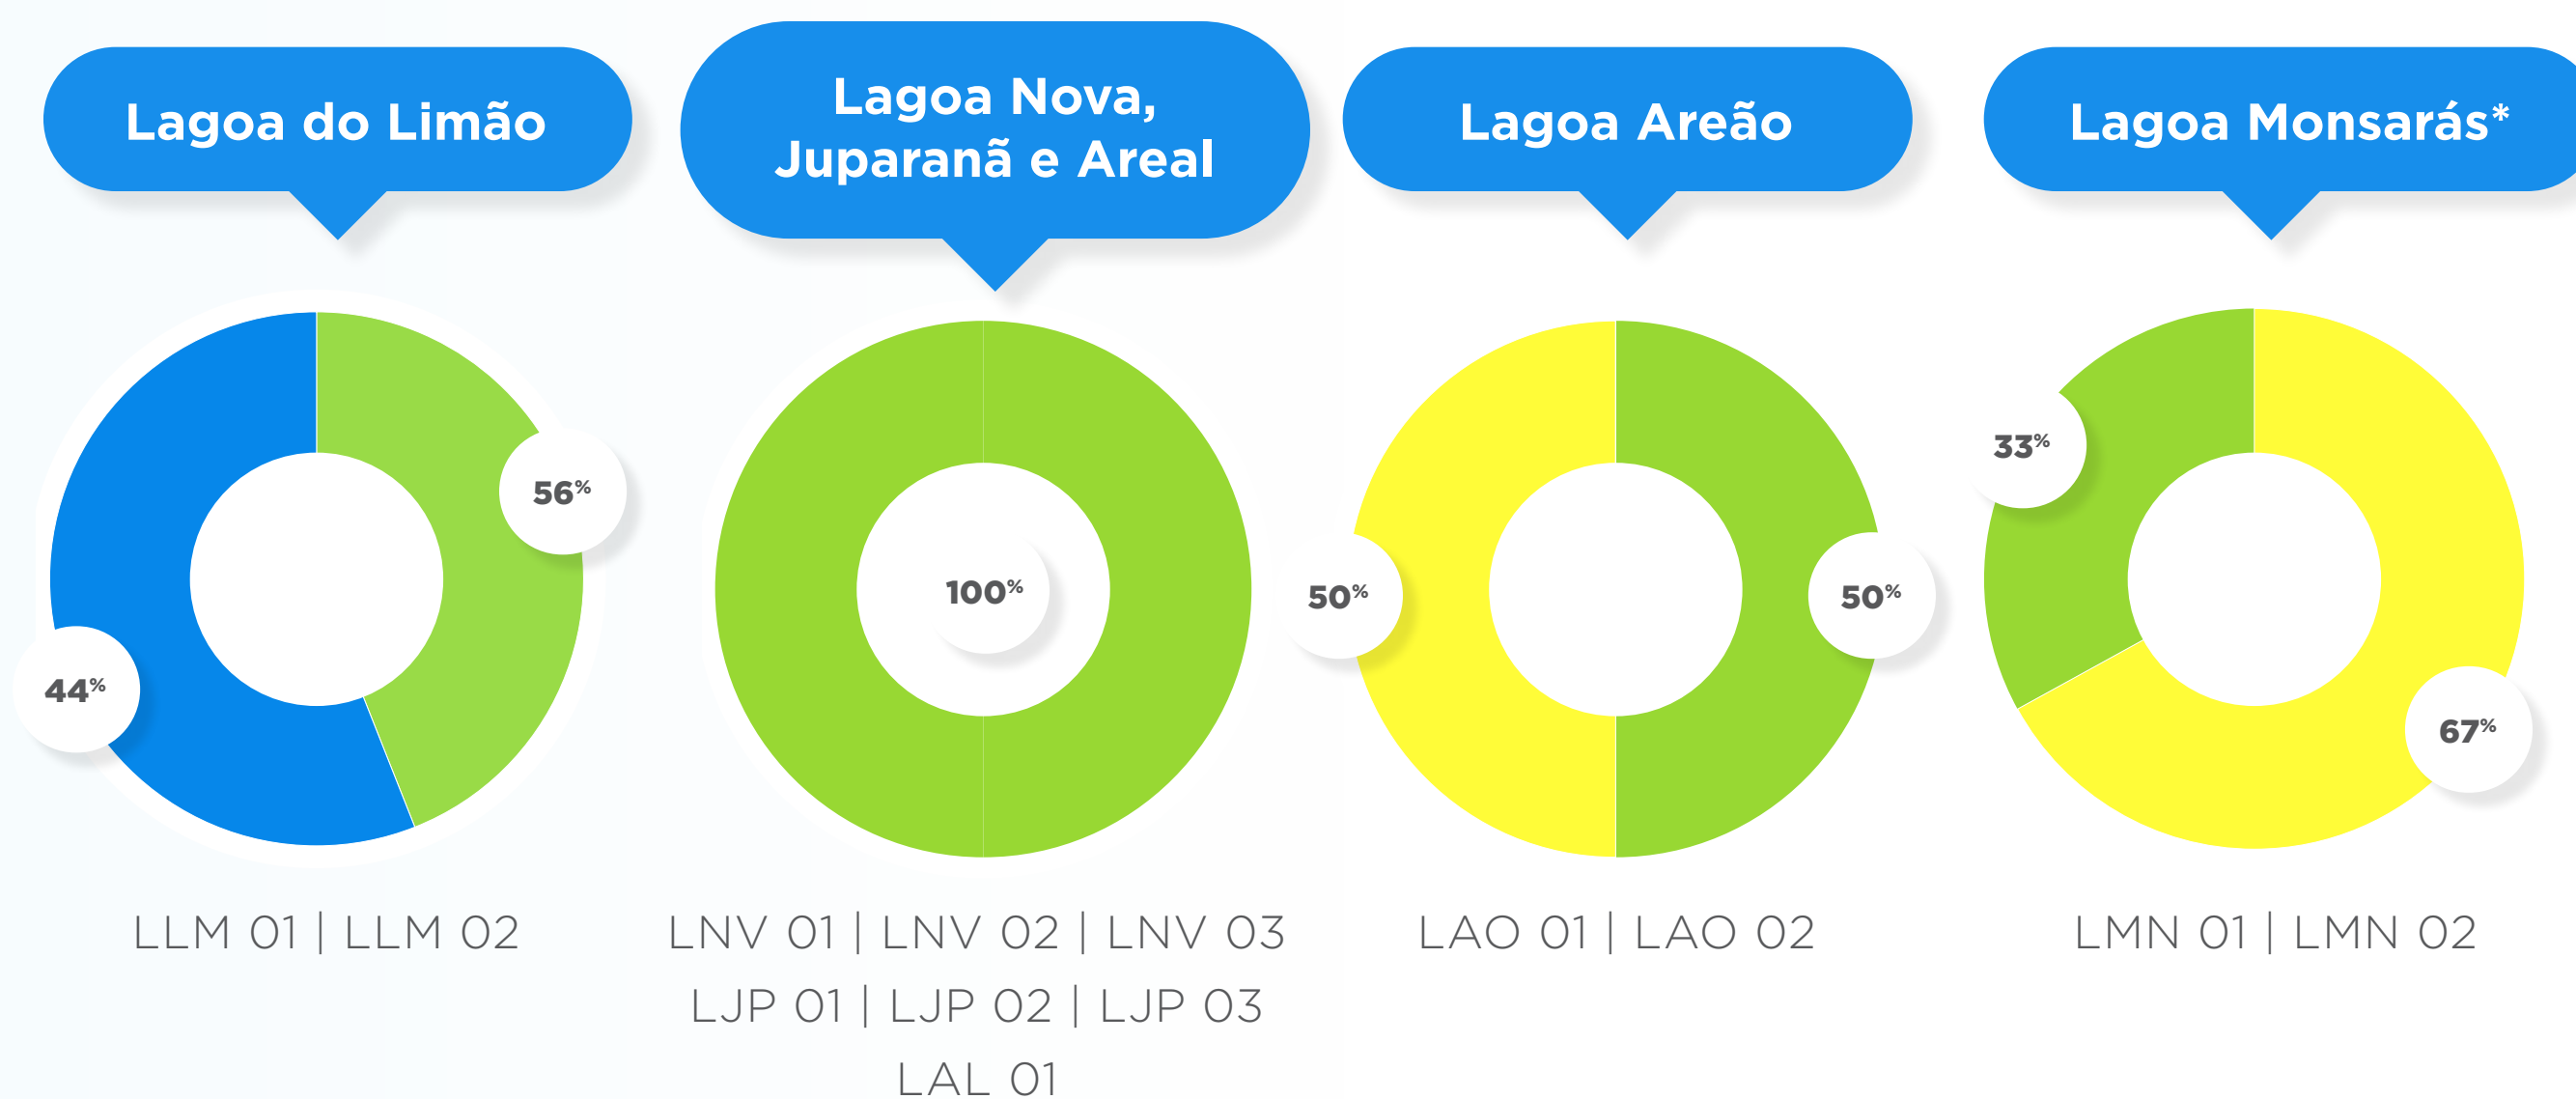 Lagoa do Limão
Lagoa Nova,
Juparanã e Areal
Lagoa Areão
Lagoa Monsarás*
56%
44%
100%
50%
50%
33%
67%
LLM 01 | LLM 02
LNV 01 | LNV 02 | LNV 03
LJP 01 | LJP 02 | LJP 03
LAL 01
LAO 01 | LAO 02
LMN 01 | LMN 02